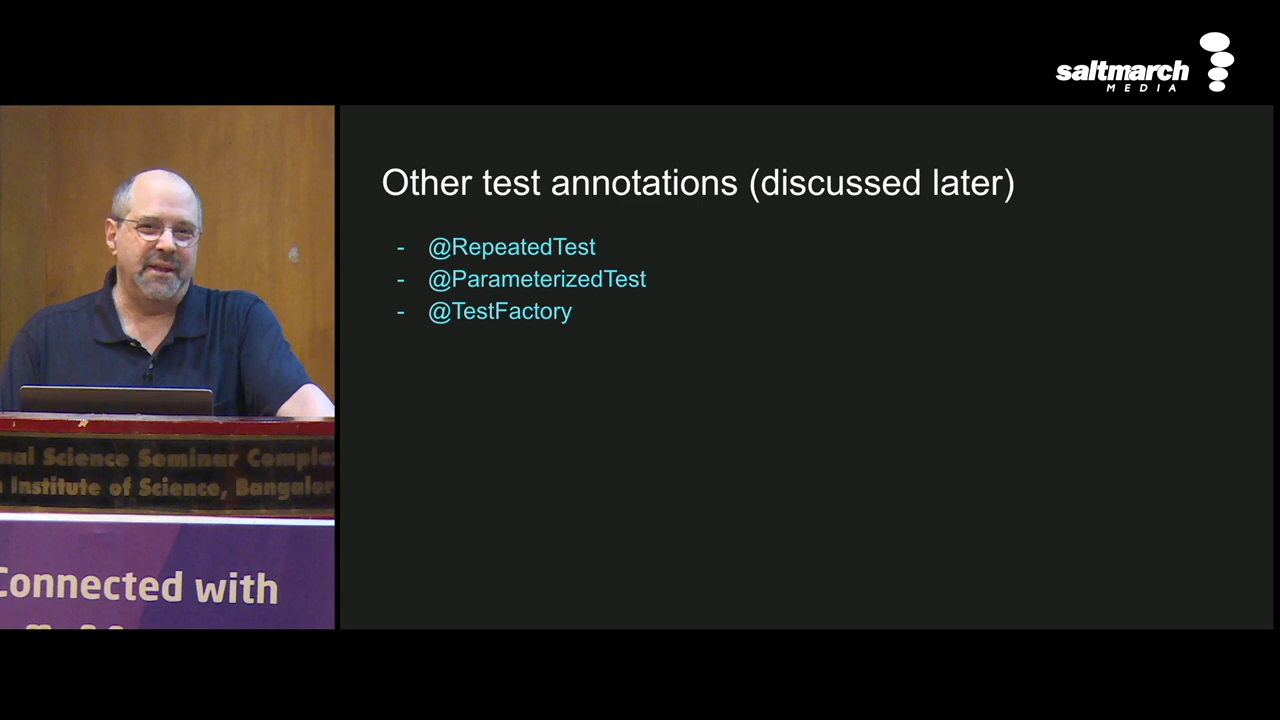 saltmarch
MEDIA
Other test annotations (discussed later)
- @RepeatedTest
- @ParameterizedTest
- @TestFactory
nal Science Seminar Comple
Institute of Science, Bangalor
Connected with